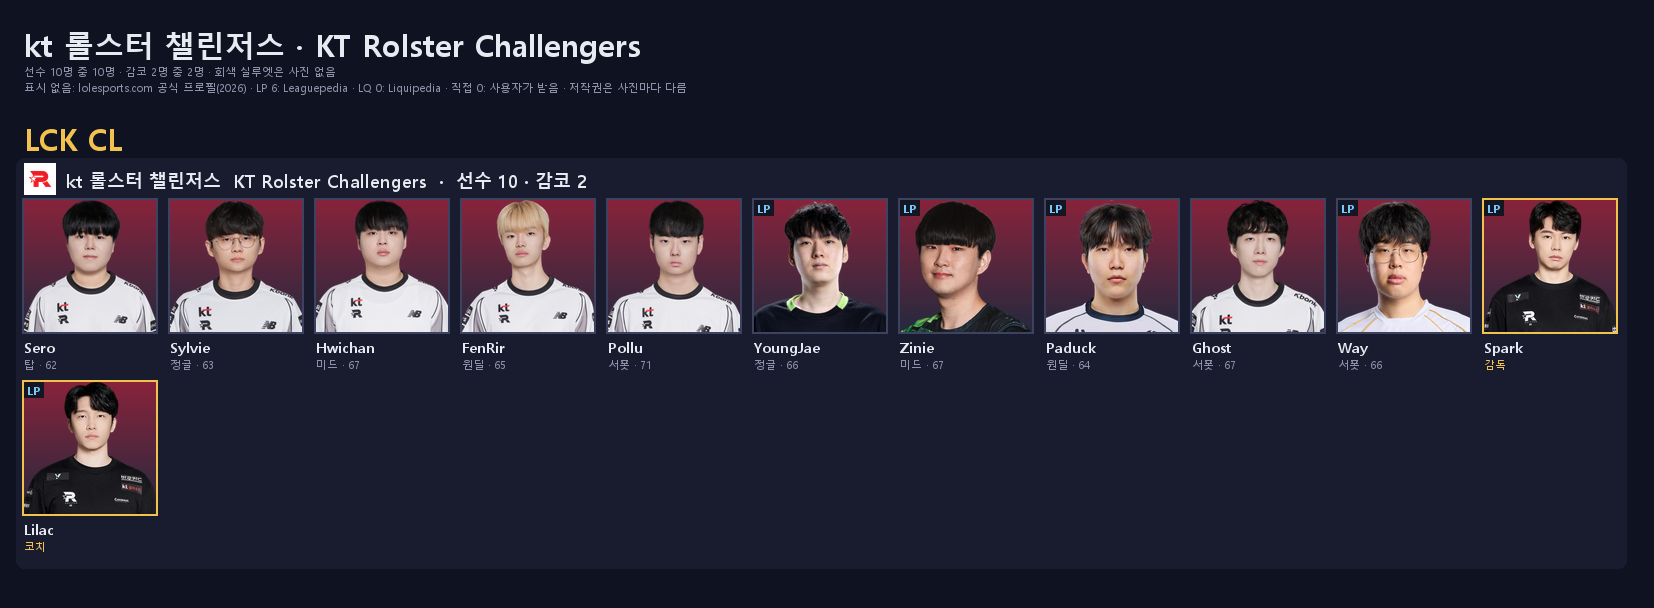 kt 롤스터 챌린저스 · KT Rolster Challengers
선수 10명 중 10명 · 감코 2명 중 2명 · 회색 실루엣은 사진 없음
표시 없음: lolesports.com 공식 프로필(2026) · LP 6: Leaguepedia · LQ 0: Liquipedia · 직접 0: 사용자가 받음 · 저작권은 사진마다 다름
LCK CL
kt 롤스터 챌린저스 KT Rolster Challengers · 선수 10 · 감코 2
LP LP LP LP LP
kt kt kt kt kt kt
Sero Sylvie Hwichan FenRir Pollu YoungJae Zinie Paduck Ghost Way Spark
탑 · 62 정글 · 63 미드 · 67 원딜 · 65 서폿 · 71 정글 · 66 미드 · 67 원딜 · 64 서폿 · 67 서폿 · 66 감독
LP
Lilac
코치